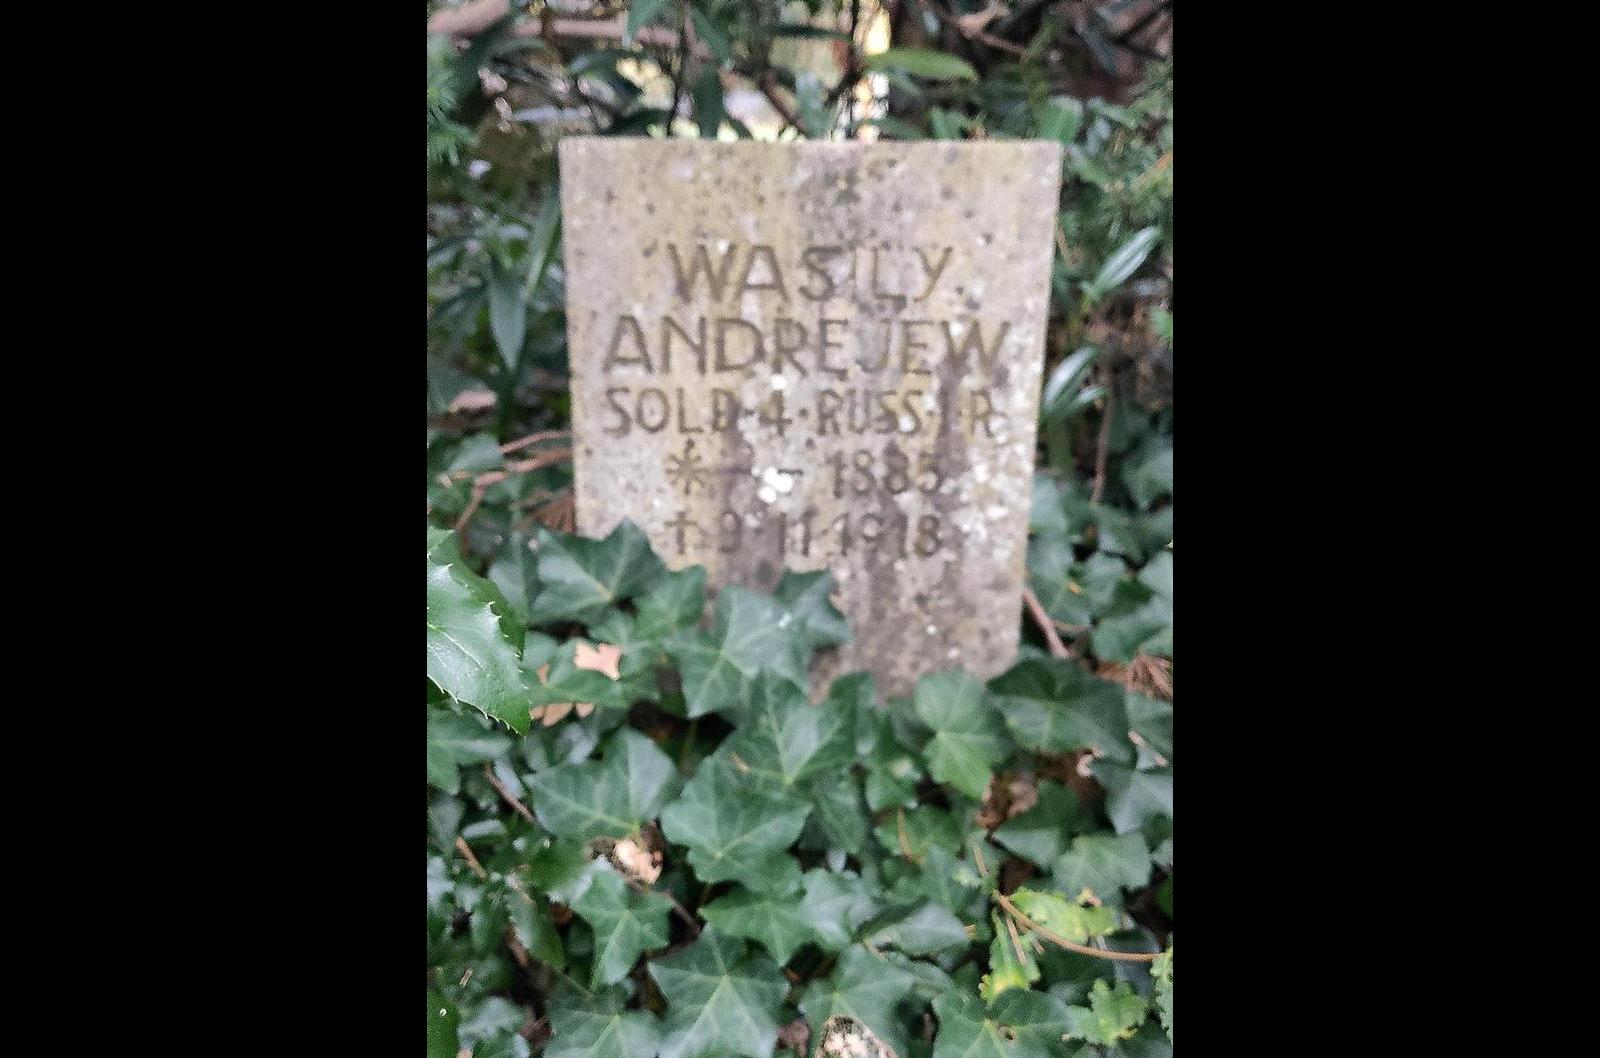 WASILY
ANDREJEW
SOLD·4·RUSS·I·R
* – – 1885
† 9 11 1918